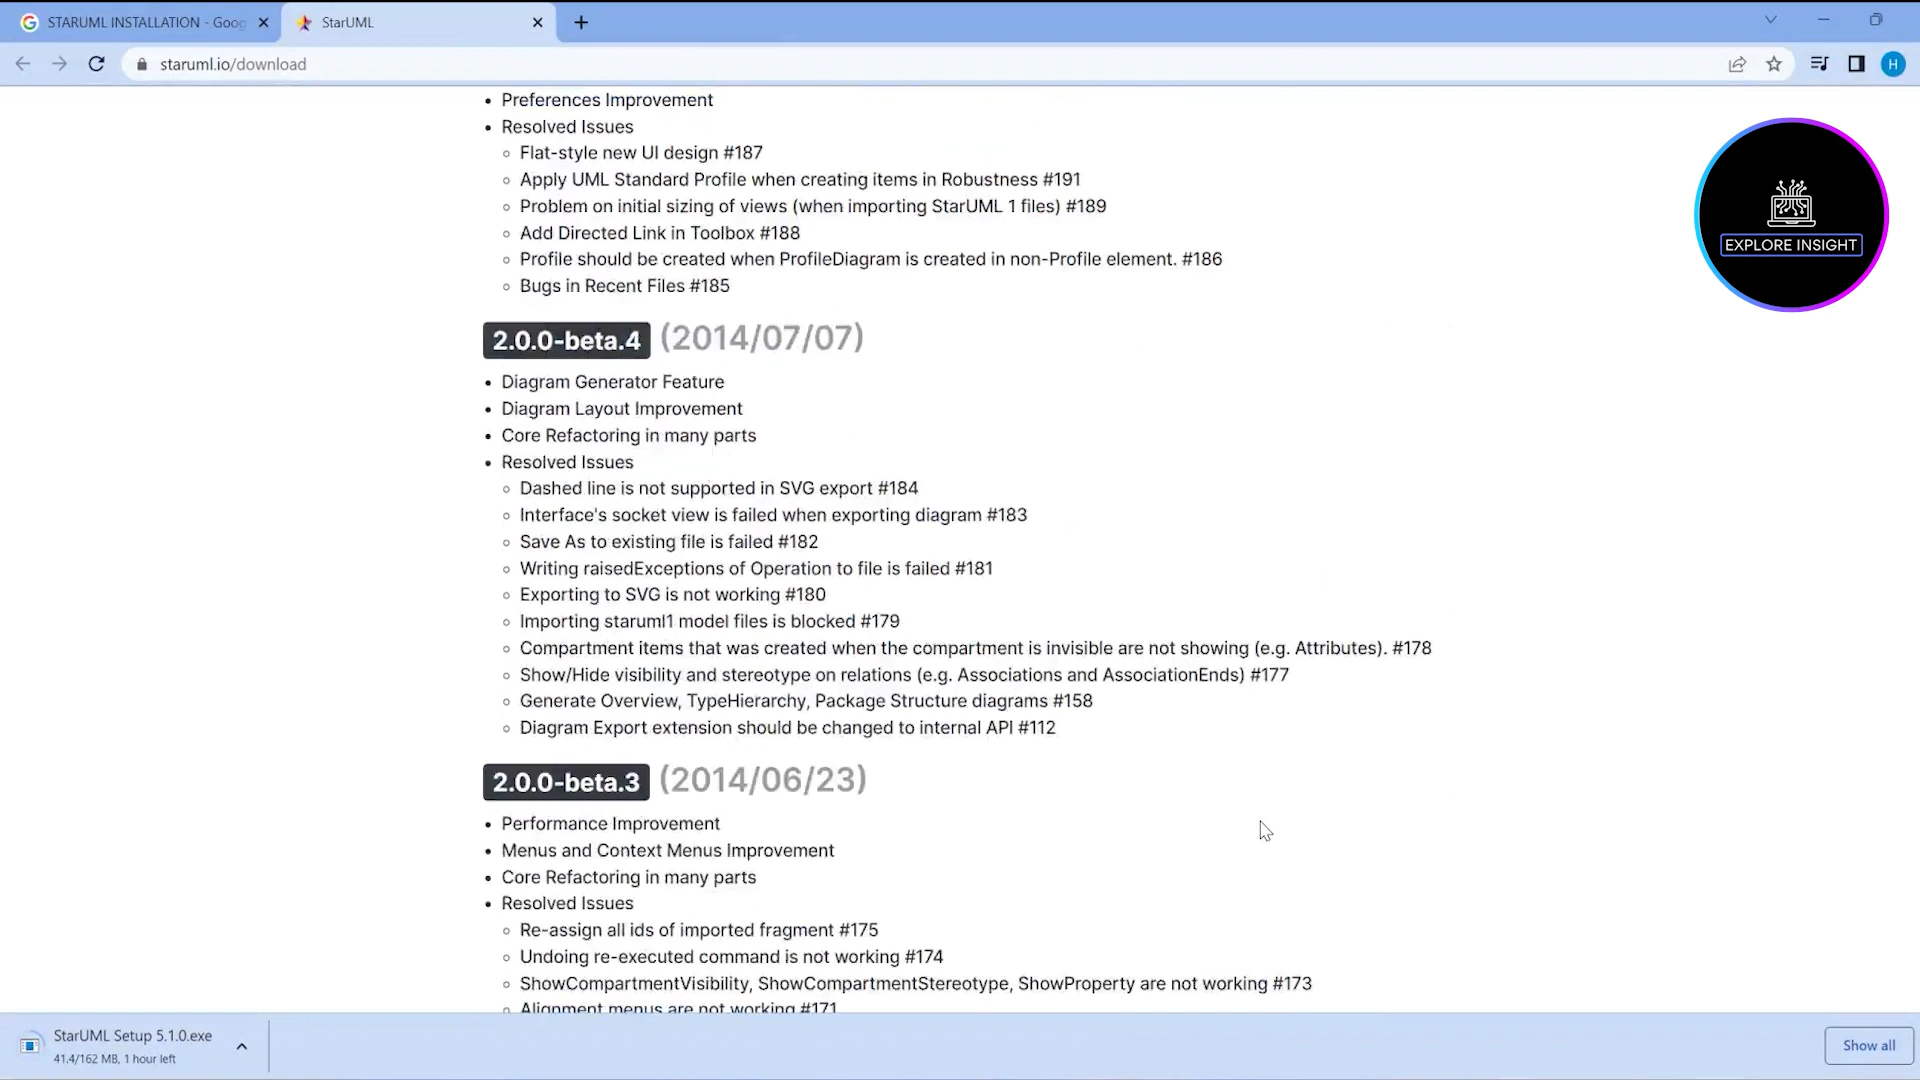 STARUML INSTALLATION - Goog
StarUML
staruml.io/download
H
Preferences Improvement
Resolved Issues
Flat-style new UI design #187
Apply UML Standard Profile when creating items in Robustness #191
Problem on initial sizing of views (when importing StarUML 1 files) #189
Add Directed Link in Toolbox #188
Profile should be created when ProfileDiagram is created in non-Profile element. #186
Bugs in Recent Files #185
EXPLORE INSIGHT
2.0.0-beta.4 (2014/07/07)
Diagram Generator Feature
Diagram Layout Improvement
Core Refactoring in many parts
Resolved Issues
Dashed line is not supported in SVG export #184
Interface's socket view is failed when exporting diagram #183
Save As to existing file is failed #182
Writing raisedExceptions of Operation to file is failed #181
Exporting to SVG is not working #180
Importing staruml1 model files is blocked #179
Compartment items that was created when the compartment is invisible are not showing (e.g. Attributes). #178
Show/Hide visibility and stereotype on relations (e.g. Associations and AssociationEnds) #177
Generate Overview, TypeHierarchy, Package Structure diagrams #158
Diagram Export extension should be changed to internal API #112
2.0.0-beta.3 (2014/06/23)
Performance Improvement
Menus and Context Menus Improvement
Core Refactoring in many parts
Resolved Issues
Re-assign all ids of imported fragment #175
Undoing re-executed command is not working #174
ShowCompartmentVisibility, ShowCompartmentStereotype, ShowProperty are not working #173
Alignment menus are not working #171
StarUML Setup 5.1.0.exe
41.4/162 MB, 1 hour left
Show all